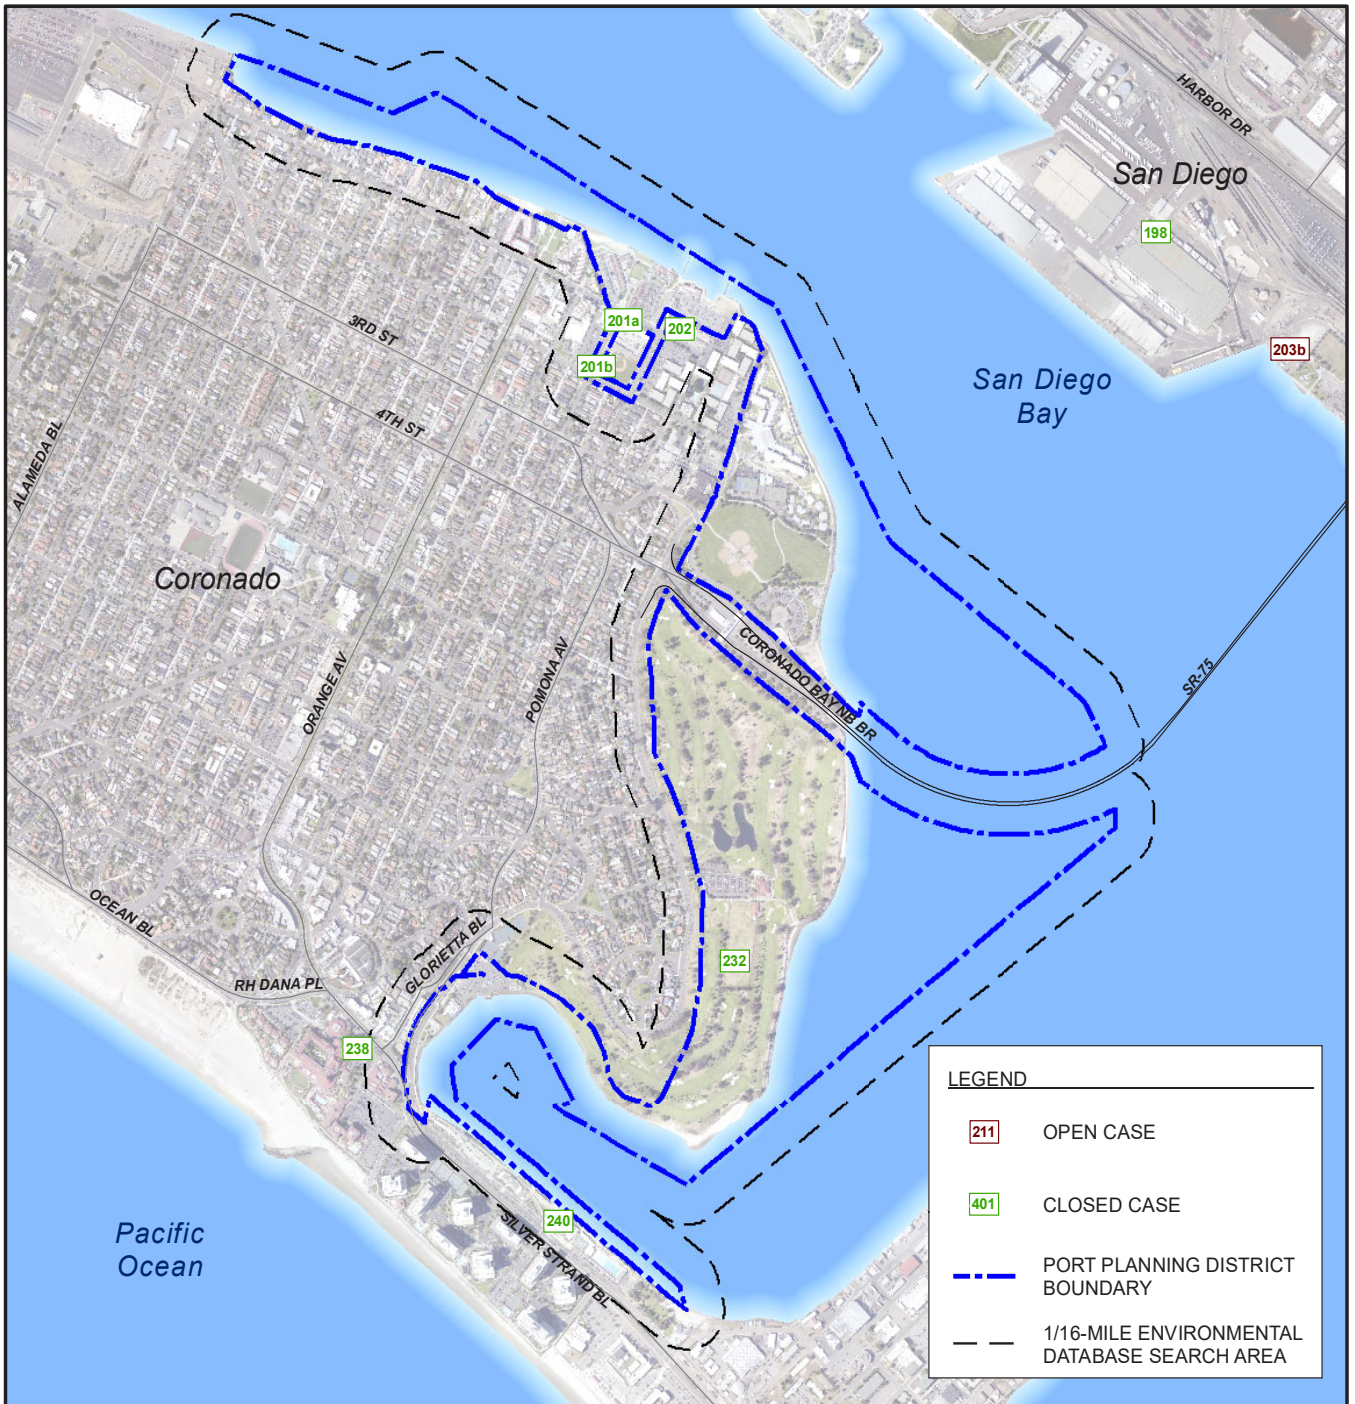 HARBOR DR
San Diego
198
203b
San Diego
Bay
201a
202
201b
3RD ST
4TH ST
ALAMEDA BL
Coronado
ORANGE AV
POMONA AV
CORONADO BAY NB BR
SR-75
OCEAN BL
RH DANA PL
GLORIETTA BL
232
238
240
SILVER STRAND BL
Pacific
Ocean
LEGEND
211 OPEN CASE
401 CLOSED CASE
PORT PLANNING DISTRICT
BOUNDARY
1/16-MILE ENVIRONMENTAL
DATABASE SEARCH AREA